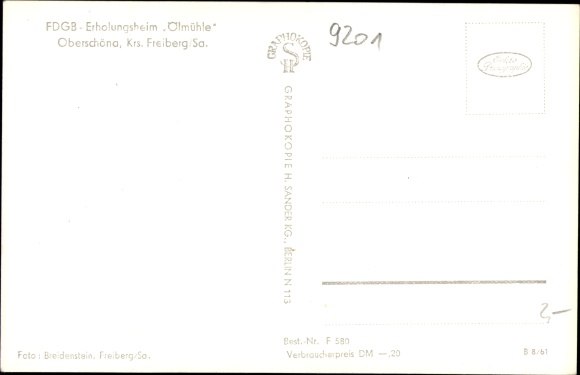 FDGB - Erholungsheim „Ölmühle"
Oberschöna, Krs. Freiberg/Sa.
GRAPHOKOPIE
9201
GRAPHOKOPIE H. SANDER KG., BERLIN N 113
Best.-Nr. F 580
Verbraucherpreis DM —,20
2,-
B 8/61
Foto: Breidenstein, Freiberg/Sa.